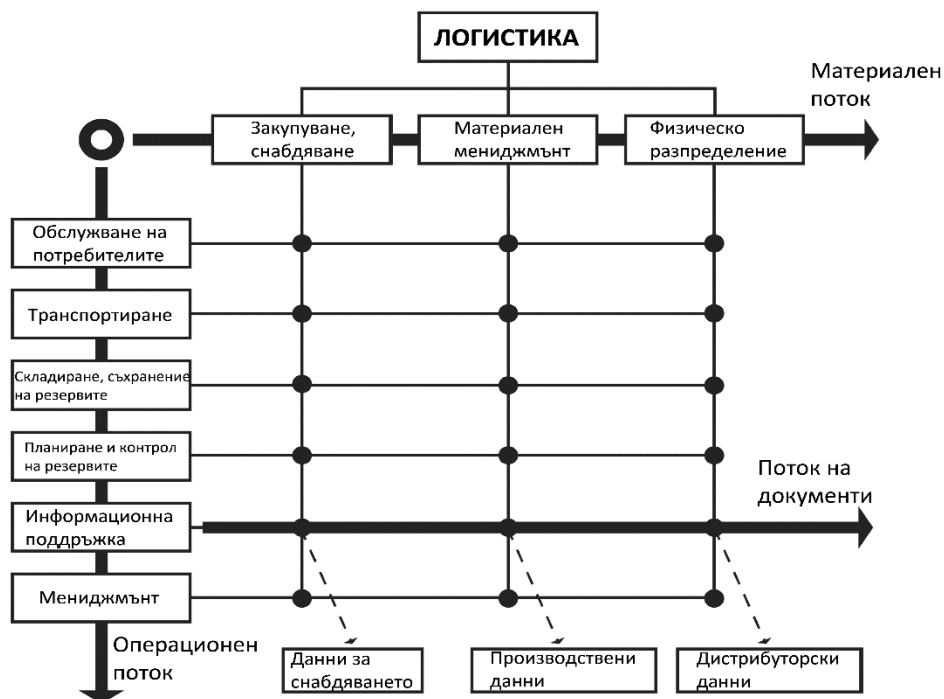 ЛОГИСТИКА
Материален
поток
Закупуване,
снабдяване
Материален
мениджмънт
Физическо
разпределение
Обслужване на
потребителите
Транспортиране
Складиране, съхранение
на резервите
Планиране и контрол
на резервите
Поток на
документи
Информационна
поддръжка
Мениджмънт
Операционен
поток
Данни за
снабдяването
Производствени
данни
Дистрибуторски
данни